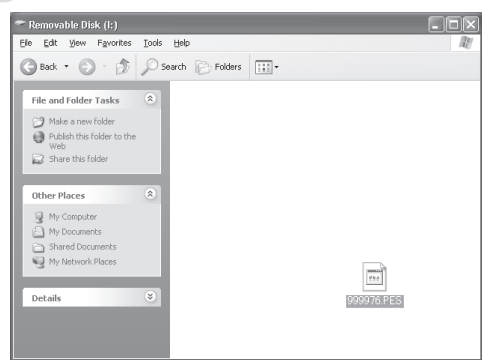 Removable Disk (I:)
File Edit View Favorites Tools Help
Back Search Folders
File and Folder Tasks
Make a new folder
Publish this folder to the
Web
Share this folder
Other Places
My Computer
My Documents
Shared Documents
My Network Places
Details
999976.PES